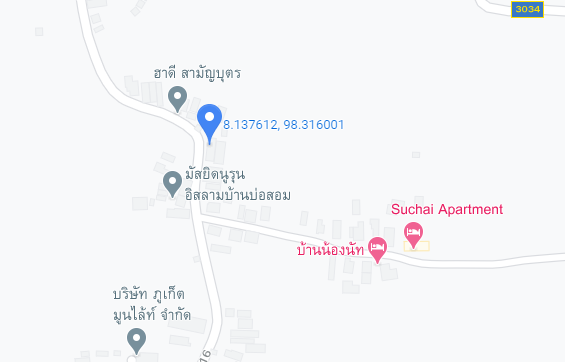 3034
ฮาดี สามัญบุตร
8.137612, 98.316001
มัสยิดนูรุน
อิสลามบ้านบ่อสอม
Suchai Apartment
บ้านน้องนัท
บริษัท ภูเก็ต
มูนไล้ท์ จำกัด
16